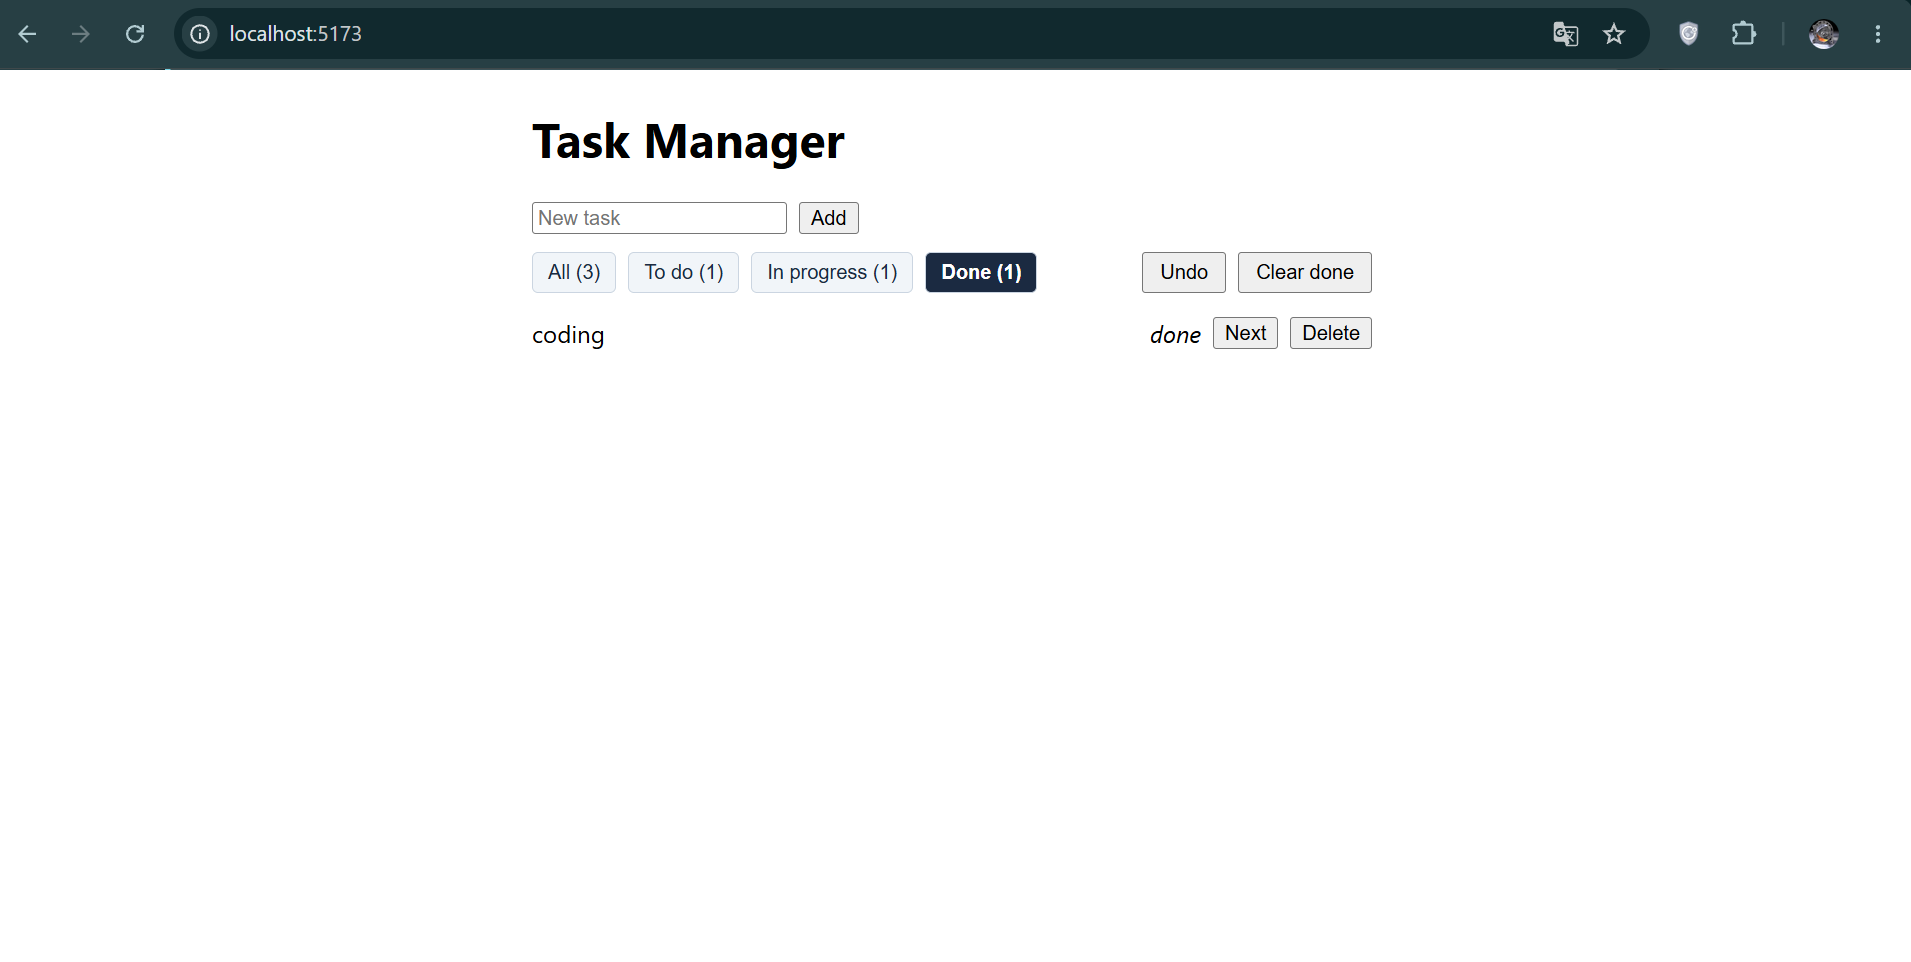 localhost:5173
Task Manager
New task Add
All (3) To do (1) In progress (1) Done (1) Undo Clear done
coding done Next Delete